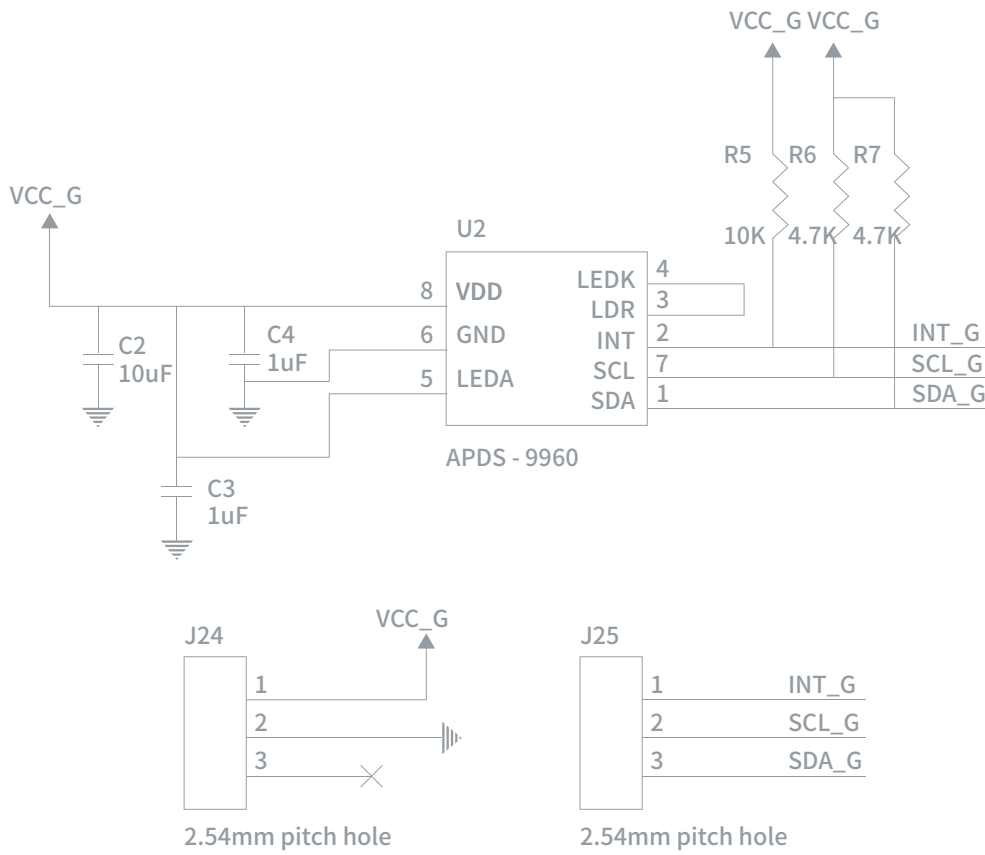 VCC_G VCC_G
R5 R6 R7
10K 4.7K 4.7K
VCC_G
U2
8 VDD
6 GND
5 LEDA
LEDK 4
LDR 3
INT 2
SCL 7
SDA 1
INT_G
SCL_G
SDA_G
C2
10uF
C4
1uF
APDS - 9960
C3
1uF
J24
VCC_G
1
2
3
2.54mm pitch hole
J25
1 INT_G
2 SCL_G
3 SDA_G
2.54mm pitch hole